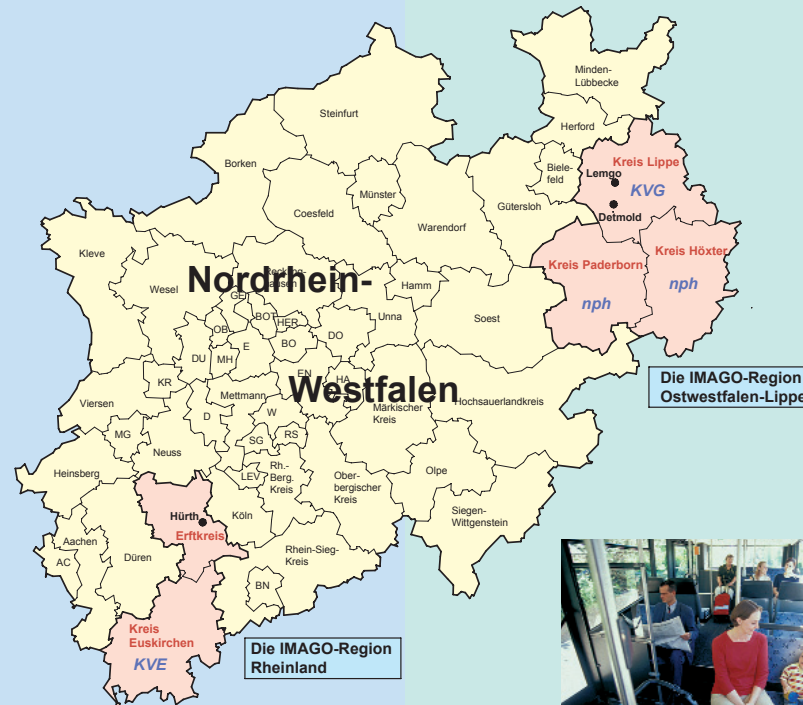 Minden-
Lübbecke
Steinfurt
Herford
Borken
Münster
Biele-
feld
Kreis Lippe
Lemgo
KVG
Coesfeld
Gütersloh
Detmold
Warendorf
Kleve
Kreis Höxter
Kreis Paderborn
nph
nph
Nordrhein-
Reckling-
hausen
Wesel
Hamm
GE
BOT
HER
Unna
Soest
OB
DO
E
BO
DU
MH
EN
HA
Westfalen
KR
Mettmann
Viersen
Hochsauerlandkreis
Die IMAGO-Region
Ostwestfalen-Lippe
D
W
Märkischer
Kreis
MG
SG
RS
Neuss
Heinsberg
LEV
Rh.-
Berg.
Kreis
Ober-
bergischer
Kreis
Olpe
Hürth
Köln
Siegen-
Wittgenstein
Erftkreis
Aachen
AC
Düren
Rhein-Sieg-
Kreis
BN
Kreis
Euskirchen
KVE
Die IMAGO-Region
Rheinland